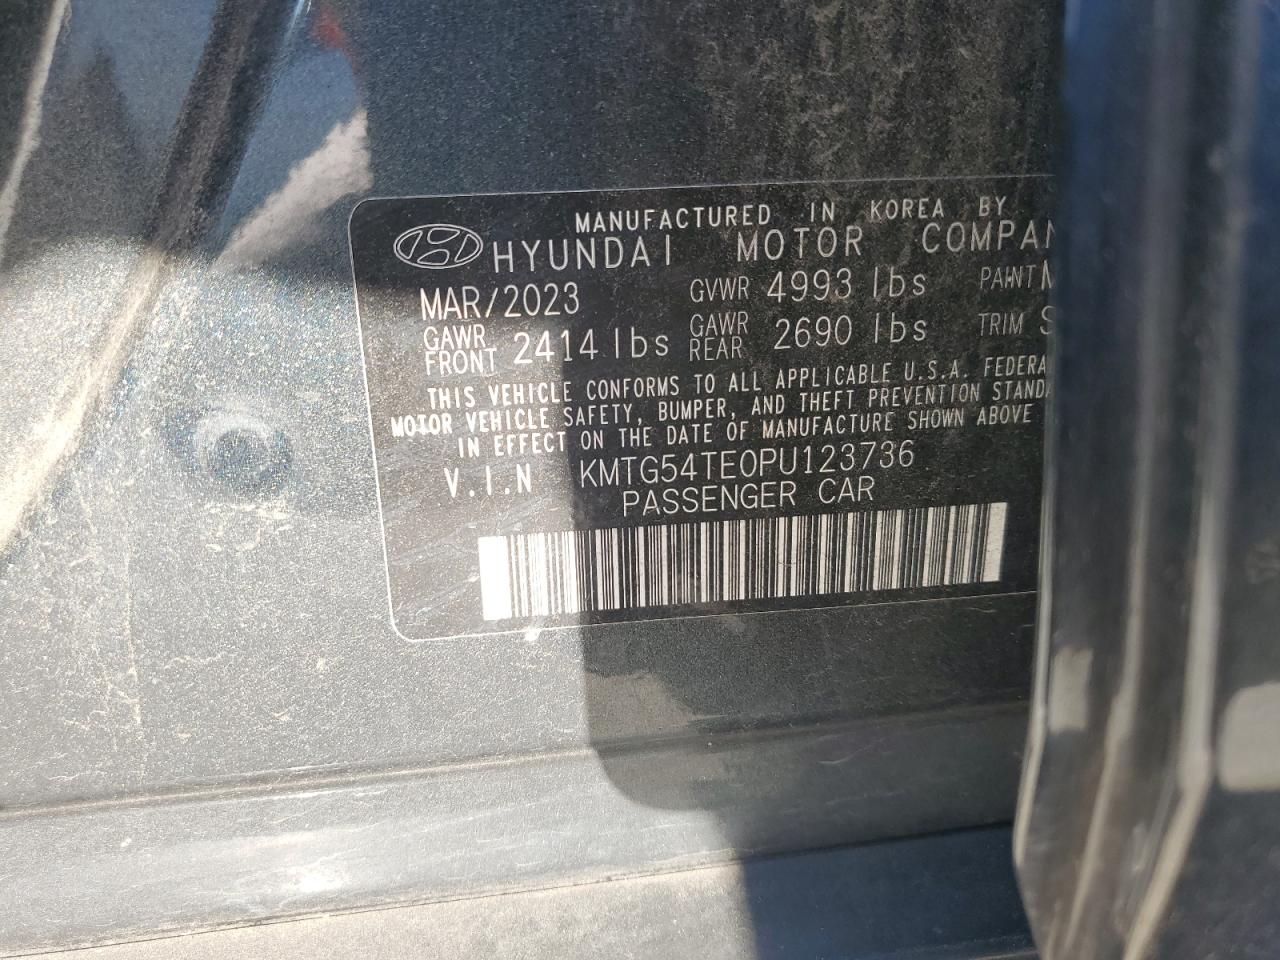 MANUFACTURED IN KOREA BY
HYUNDAI MOTOR
MAR/2023 GVWR 4993 lbs PAINT
GAWR FRONT 2414 lbs GAWR REAR 2690 lbs TRIM
THIS VEHICLE CONFORMS TO ALL APPLICABLE U.S.A.
MOTOR VEHICLE SAFETY, BUMPER, AND THEFT PREVENTION
IN EFFECT ON THE DATE OF MANUFACTURE SHOWN ABOVE
V.I.N KMTG54TE0PU123736
PASSENGER CAR